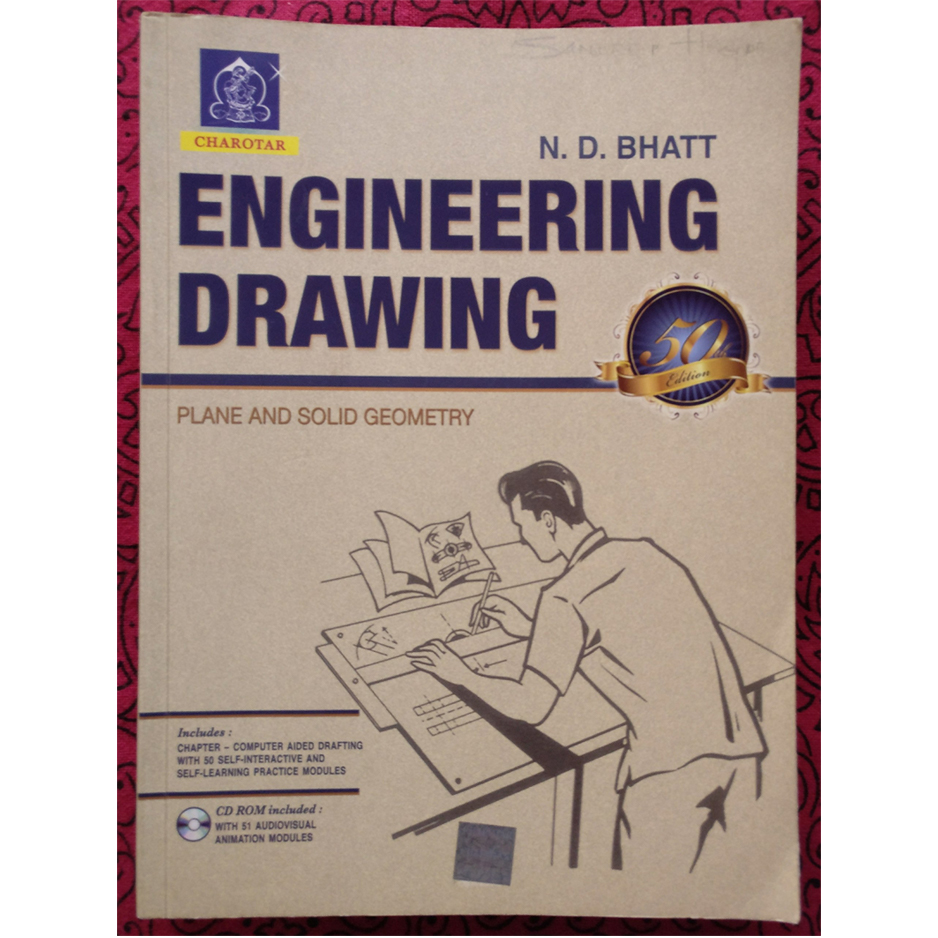 CHAROTAR
N. D. BHATT
ENGINEERING
DRAWING
50th
Edition
PLANE AND SOLID GEOMETRY
Includes :
CHAPTER – COMPUTER AIDED DRAFTING
WITH 50 SELF-INTERACTIVE AND
SELF-LEARNING PRACTICE MODULES
CD ROM included :
WITH 51 AUDIOVISUAL
ANIMATION MODULES